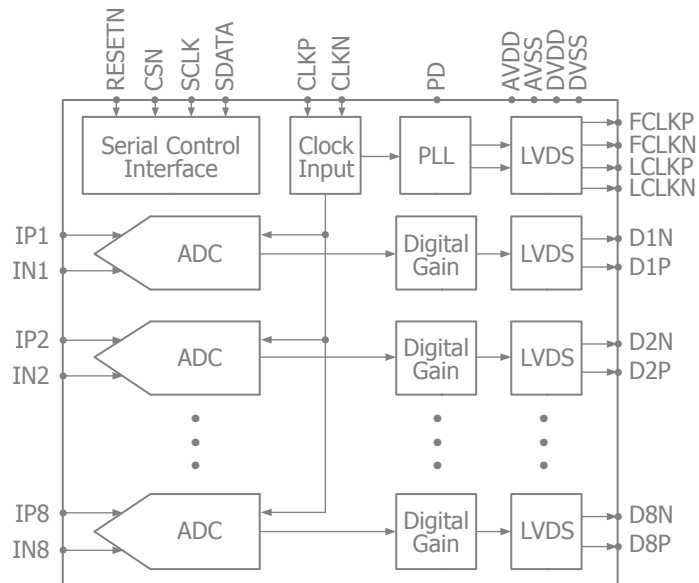 RESETN
CSN
SCLK
SDATA
CLKP
CLKN
PD
AVDD
AVSS
DVDD
DVSS
Serial Control
Interface
Clock
Input
PLL
LVDS
FCLKP
FCLKN
LCLKP
LCLKN
IP1
IN1
ADC
Digital
Gain
LVDS
D1N
D1P
IP2
IN2
ADC
Digital
Gain
LVDS
D2N
D2P
IP8
IN8
ADC
Digital
Gain
LVDS
D8N
D8P